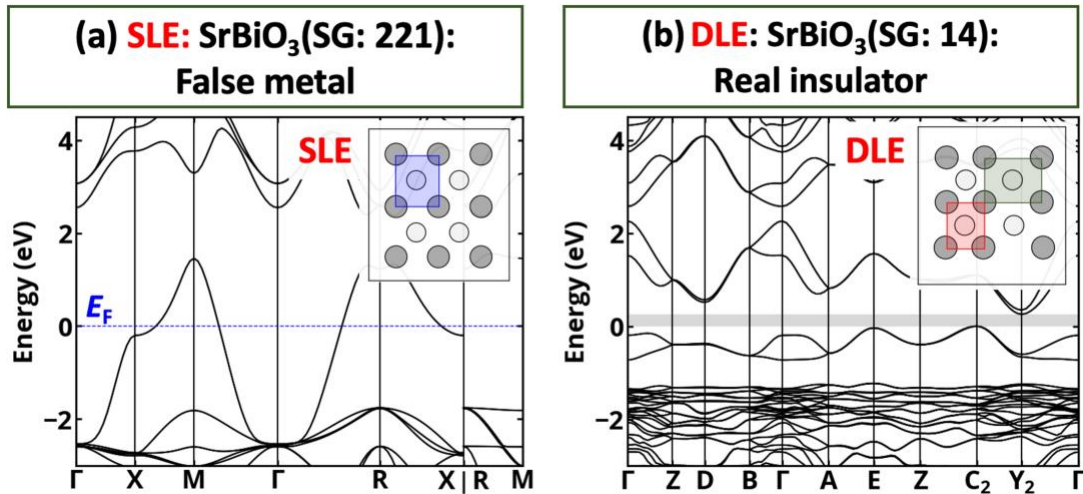 (a) SLE: SrBiO₃(SG: 221):
False metal
(b) DLE: SrBiO₃(SG: 14):
Real insulator
Energy (eV)
4
2
0
−2
E_F
SLE
Γ X M Γ R X|R M
Energy (eV)
4
2
0
−2
DLE
Γ Z D B Γ A E Z C₂ Y₂ Γ